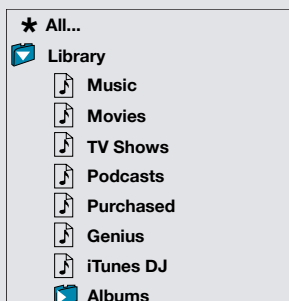 All...
Library
Music
Movies
TV Shows
Podcasts
Purchased
Genius
iTunes DJ
Albums